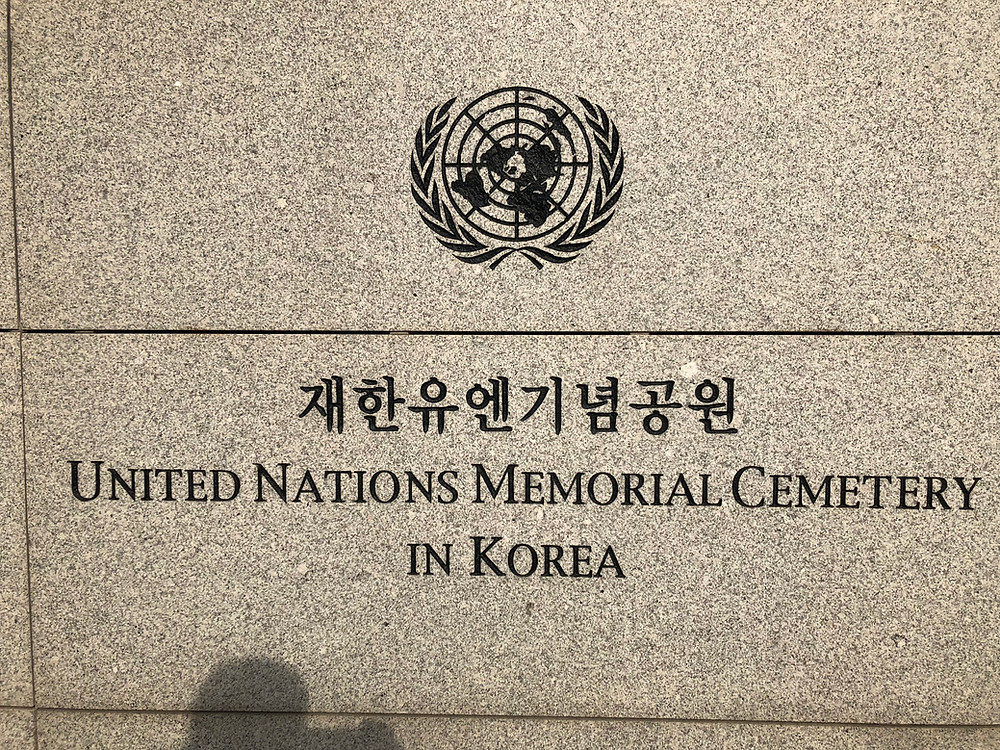 재한유엔기념공원
UNITED NATIONS MEMORIAL CEMETERY
IN KOREA